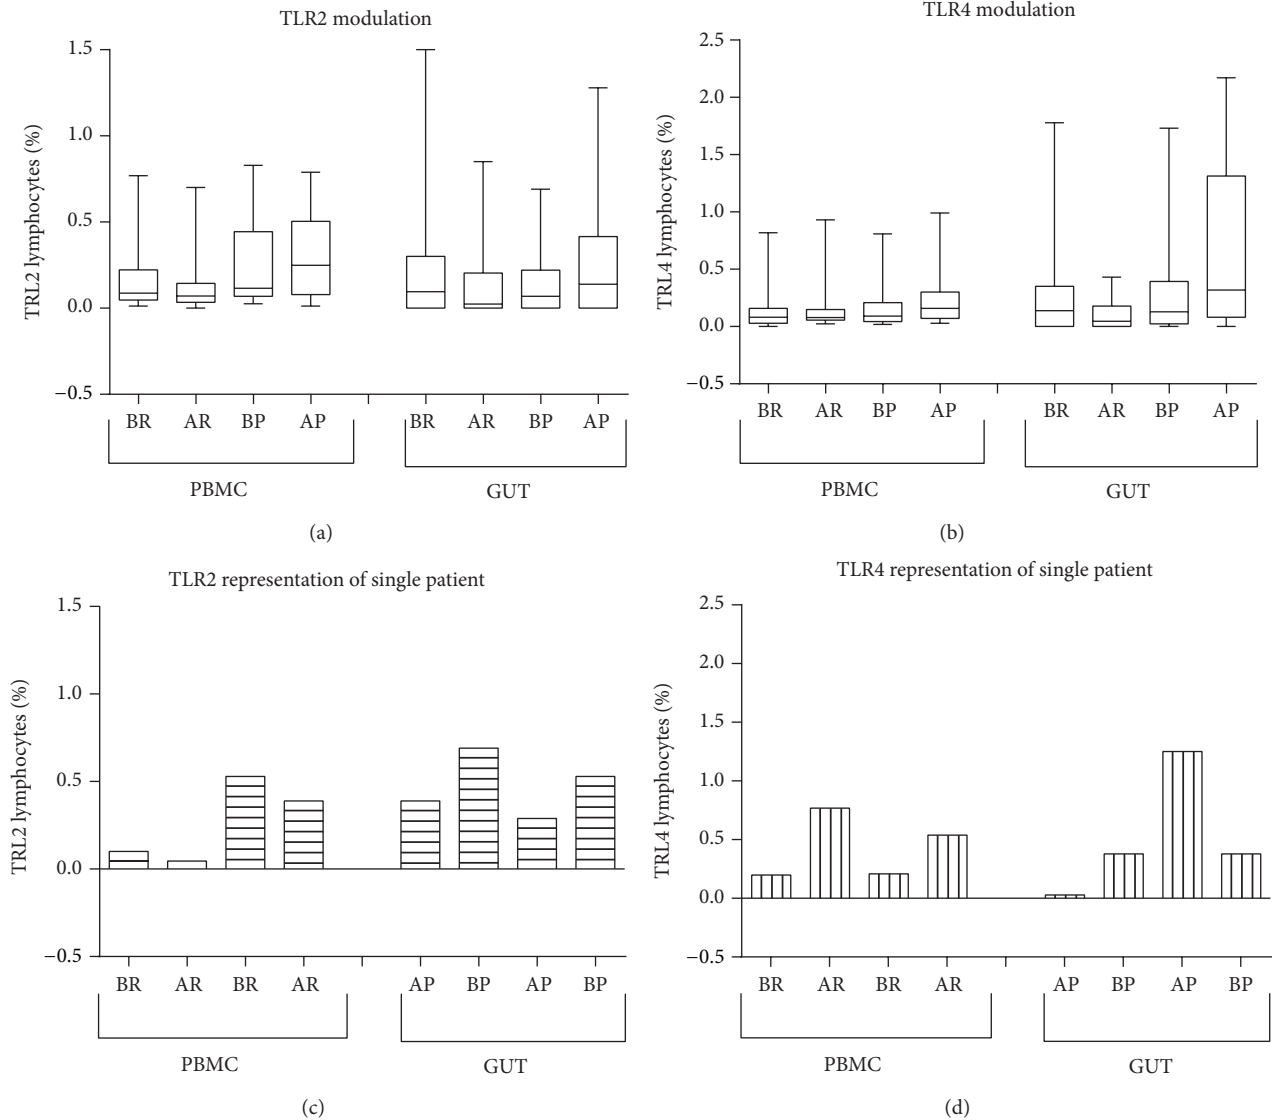 TLR2 modulation
1.5
1.0
0.5
0.0
−0.5
TRL2 lymphocytes (%)
BR AR BP AP BR AR BP AP
PBMC GUT
(a)
TLR4 modulation
2.5
2.0
1.5
1.0
0.5
0.0
−0.5
TRL4 lymphocytes (%)
BR AR BP AP BR AR BP AP
PBMC GUT
(b)
TLR2 representation of single patient
1.5
1.0
0.5
0.0
−0.5
TRL2 lymphocytes (%)
BR AR BR AR AP BP AP BP
PBMC GUT
(c)
TLR4 representation of single patient
2.5
2.0
1.5
1.0
0.5
0.0
−0.5
TRL4 lymphocytes (%)
BR AR BR AR AP BP AP BP
PBMC GUT
(d)